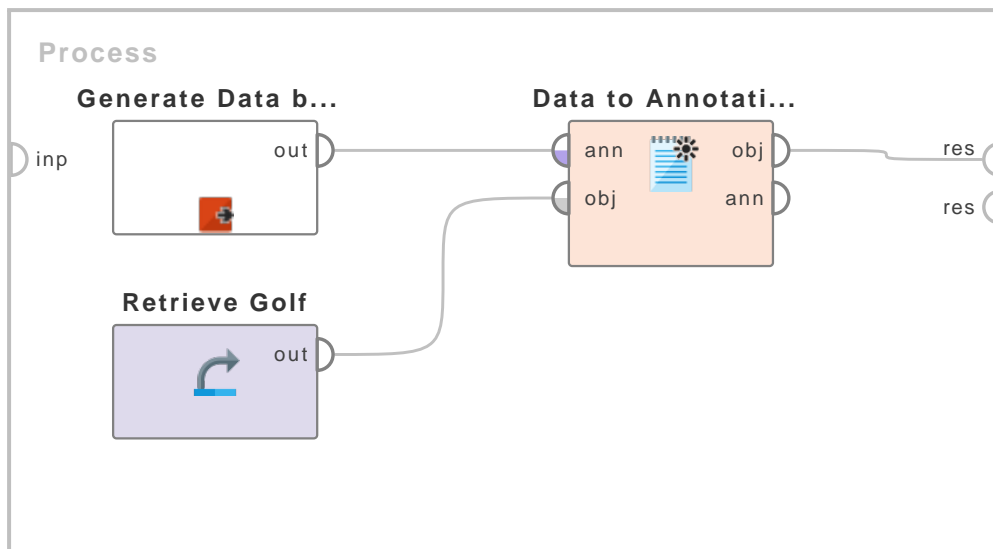 Process
Generate Data b...
Data to Annotati...
inp
out
ann
obj
res
obj
ann
res
Retrieve Golf
out